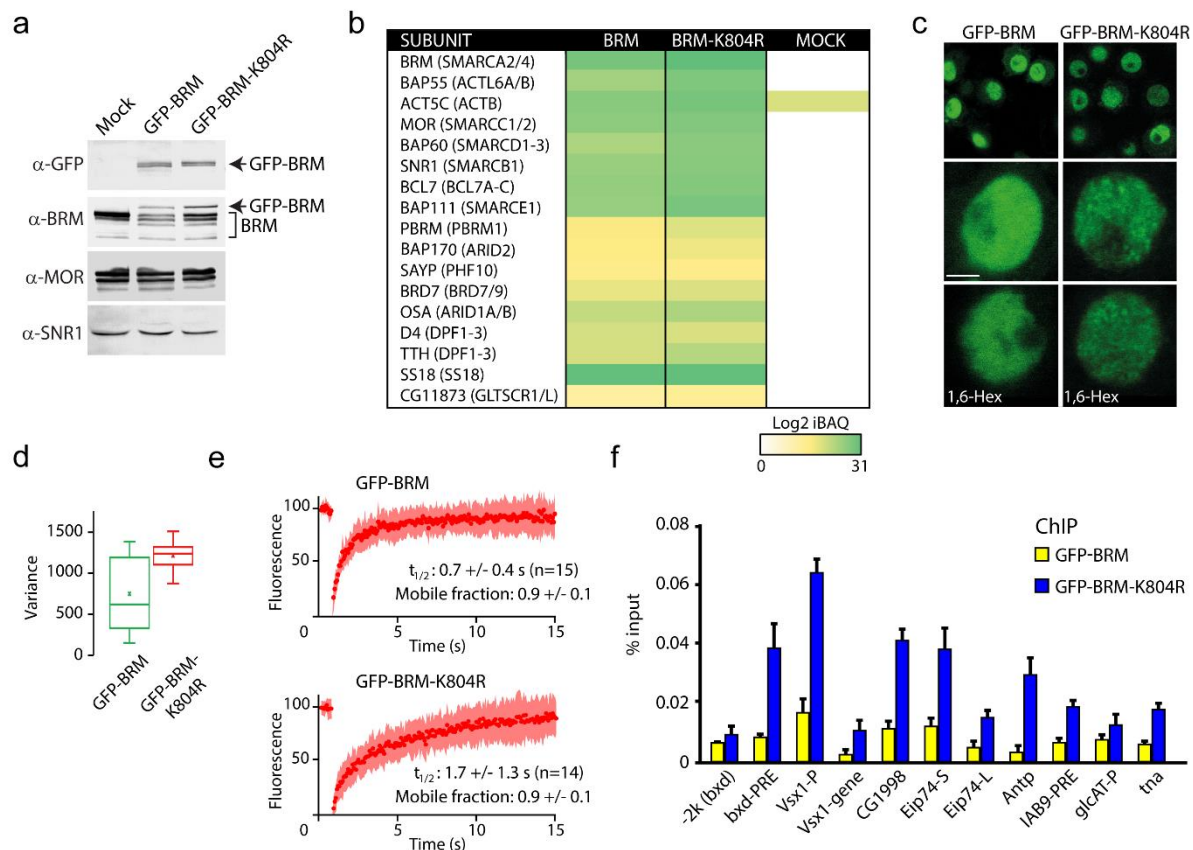 a
Mock
GFP-BRM
GFP-BRM-K804R
α-GFP
GFP-BRM
α-BRM
GFP-BRM
BRM
α-MOR
α-SNR1
b
SUBUNIT BRM BRM-K804R MOCK
BRM (SMARCA2/4)
BAP55 (ACTL6A/B)
ACT5C (ACTB)
MOR (SMARCC1/2)
BAP60 (SMARCD1-3)
SNR1 (SMARCB1)
BCL7 (BCL7A-C)
BAP111 (SMARCE1)
PBRM (PBRM1)
BAP170 (ARID2)
SAYP (PHF10)
BRD7 (BRD7/9)
OSA (ARID1A/B)
D4 (DPF1-3)
TTH (DPF1-3)
SS18 (SS18)
CG11873 (GLTSCR1/L)
Log2 iBAQ
0 31
c
GFP-BRM GFP-BRM-K804R
1,6-Hex 1,6-Hex
d
Variance
1500
1000
500
0
GFP-BRM
GFP-BRM-
K804R
e
GFP-BRM
Fluorescence
100
50
t1/2: 0.7 +/- 0.4 s (n=15)
Mobile fraction: 0.9 +/- 0.1
5 10 15
Time (s)
GFP-BRM-K804R
Fluorescence
100
50
t1/2: 1.7 +/- 1.3 s (n=14)
Mobile fraction: 0.9 +/- 0.1
5 10 15
Time (s)
f
ChIP
GFP-BRM
GFP-BRM-K804R
% input
0.08
0.06
0.04
0.02
0
-2k (bxd)
bxd-PRE
Vsx1-P
Vsx1-gene
CG1998
Eip74-S
Eip74-L
Antp
IAB9-PRE
glcAT-P
tna